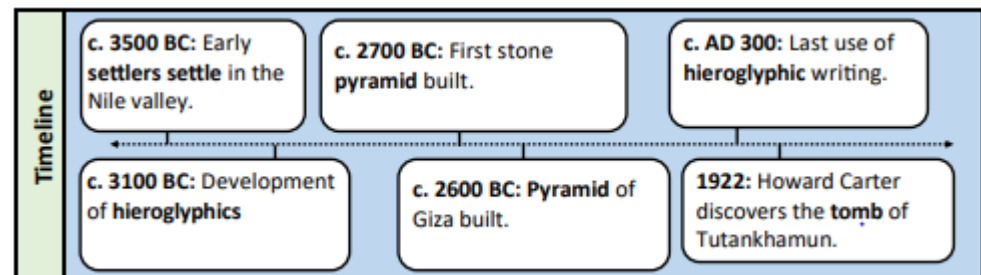 Timeline
c. 3500 BC: Early
settlers settle in the
Nile valley.
c. 2700 BC: First stone
pyramid built.
c. AD 300: Last use of
hieroglyphic writing.
c. 3100 BC: Development
of hieroglyphics
c. 2600 BC: Pyramid of
Giza built.
1922: Howard Carter
discovers the tomb of
Tutankhamun.